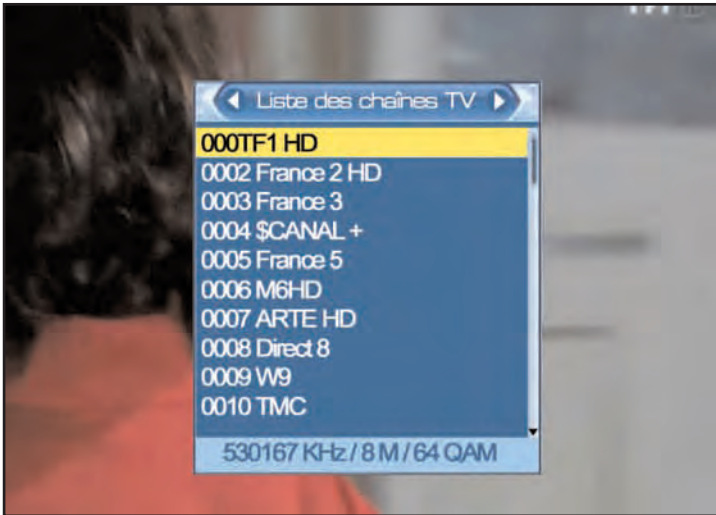 Liste des chaînes TV
000TF1 HD
0002 France 2 HD
0003 France 3
0004 $CANAL +
0005 France 5
0006 M6HD
0007 ARTE HD
0008 Direct 8
0009 W9
0010 TMC
530167 KHz / 8 M / 64 QAM